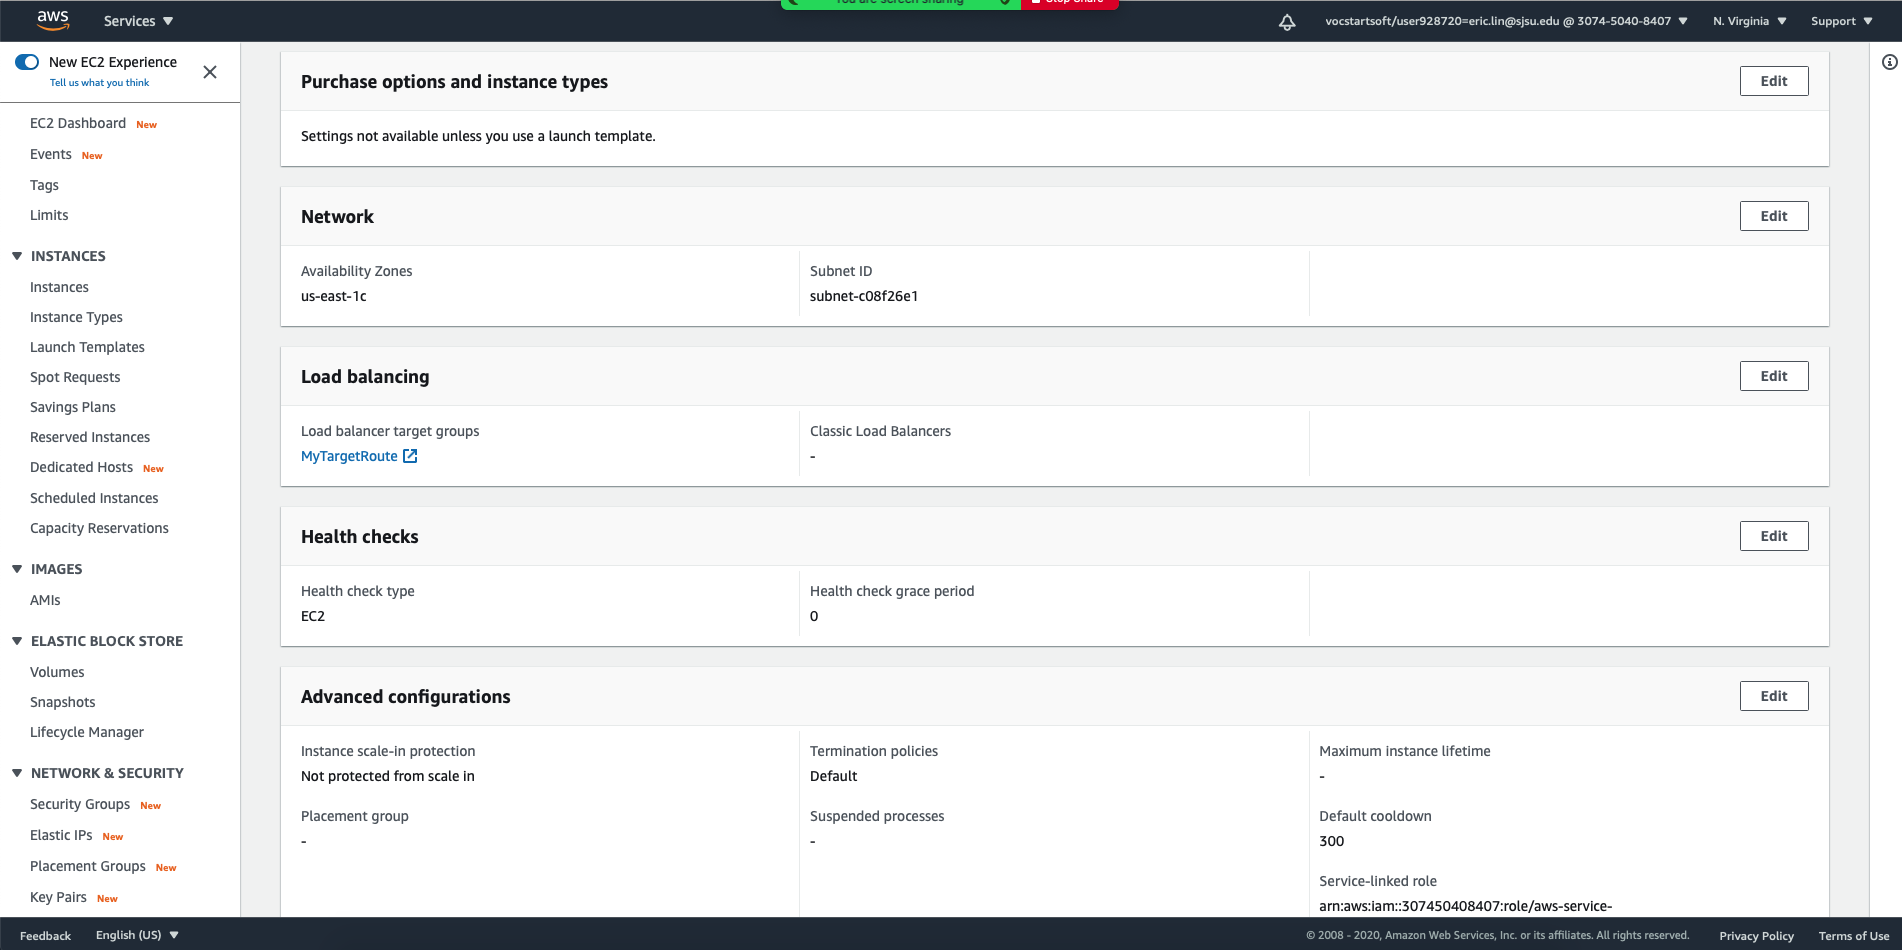 You are screen sharing
Stop Share
aws
Services
vocstartsoft/user928720=eric.lin@sjsu.edu @ 3074-5040-8407
N. Virginia
Support
New EC2 Experience
Tell us what you think
EC2 Dashboard New
Events New
Tags
Limits
INSTANCES
Instances
Instance Types
Launch Templates
Spot Requests
Savings Plans
Reserved Instances
Dedicated Hosts New
Scheduled Instances
Capacity Reservations
IMAGES
AMIs
ELASTIC BLOCK STORE
Volumes
Snapshots
Lifecycle Manager
NETWORK & SECURITY
Security Groups New
Elastic IPs New
Placement Groups New
Key Pairs New
Purchase options and instance types
Edit
Settings not available unless you use a launch template.
Network
Edit
Availability Zones
us-east-1c
Subnet ID
subnet-c08f26e1
Load balancing
Edit
Load balancer target groups
MyTargetRoute
Classic Load Balancers
-
Health checks
Edit
Health check type
EC2
Health check grace period
0
Advanced configurations
Edit
Instance scale-in protection
Not protected from scale in
Termination policies
Default
Maximum instance lifetime
-
Placement group
-
Suspended processes
-
Default cooldown
300
Service-linked role
arn:aws:iam::307450408407:role/aws-service-
Feedback
English (US)
© 2008 - 2020, Amazon Web Services, Inc. or its affiliates. All rights reserved.
Privacy Policy
Terms of Use